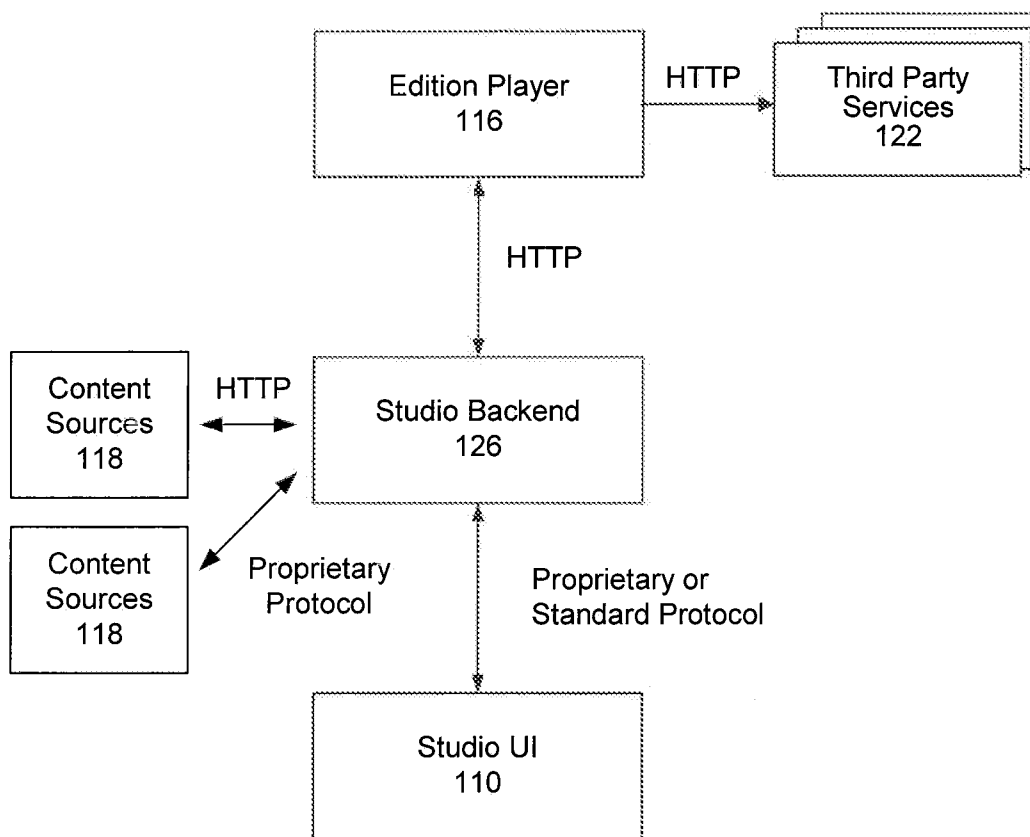 Edition Player
116
HTTP
Third Party
Services
122
HTTP
Content
Sources
118
HTTP
Studio Backend
126
Content
Sources
118
Proprietary
Protocol
Proprietary or
Standard Protocol
Studio UI
110